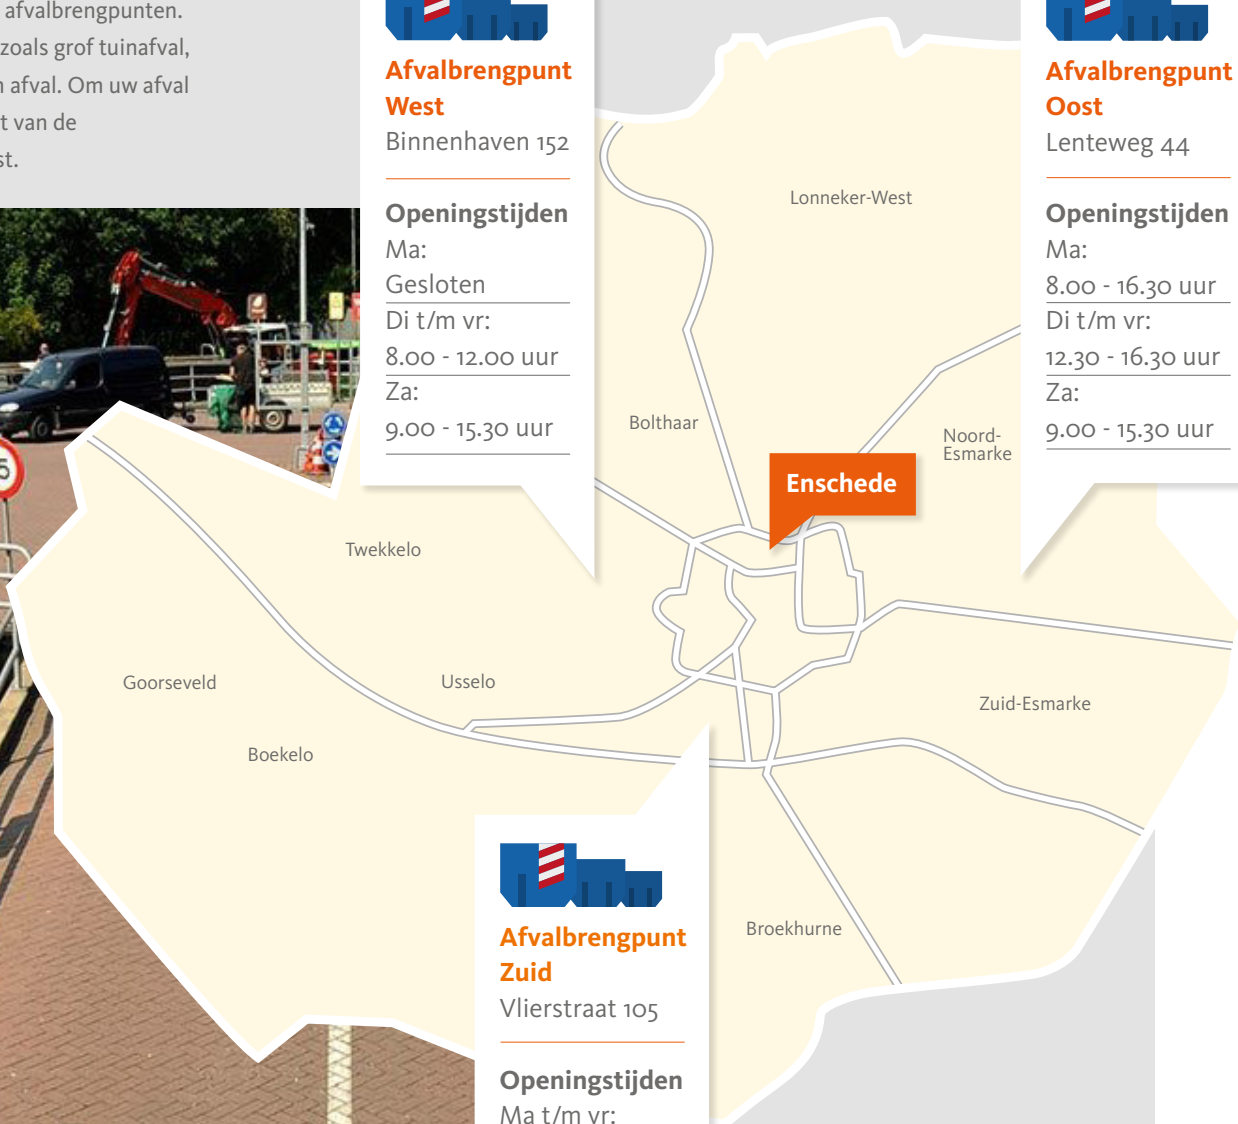 afvalbrengpunten.
zoals grof tuinafval,
afval. Om uw afval
van de
Afvalbrengpunt
West
Binnenhaven 152
Openingstijden
Ma:
Gesloten
Di t/m vr:
8.00 - 12.00 uur
Za:
9.00 - 15.30 uur
Afvalbrengpunt
Oost
Lenteweg 44
Openingstijden
Ma:
8.00 - 16.30 uur
Di t/m vr:
12.30 - 16.30 uur
Za:
9.00 - 15.30 uur
Lonneker-West
Bolthaar
Noord-
Esmarke
Enschede
Twekkelo
Goorseveld
Usselo
Boekelo
Zuid-Esmarke
Broekhurne
Afvalbrengpunt
Zuid
Vlierstraat 105
Openingstijden
Ma t/m vr:
5